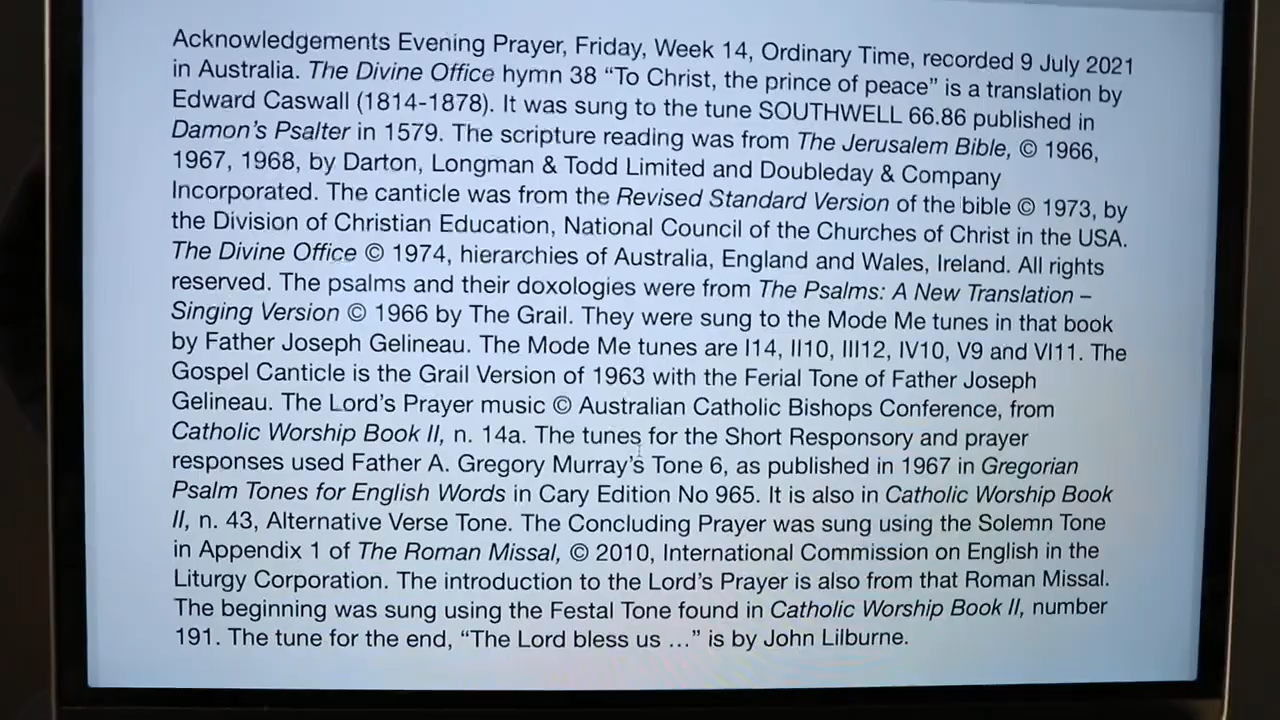 Acknowledgements Evening Prayer, Friday, Week 14, Ordinary Time, recorded 9 July 2021
in Australia. The Divine Office hymn 38 “To Christ, the prince of peace” is a translation by
Edward Caswall (1814-1878). It was sung to the tune SOUTHWELL 66.86 published in
Damon’s Psalter in 1579. The scripture reading was from The Jerusalem Bible, © 1966,
1967, 1968, by Darton, Longman & Todd Limited and Doubleday & Company
Incorporated. The canticle was from the Revised Standard Version of the bible © 1973, by
the Division of Christian Education, National Council of the Churches of Christ in the USA.
The Divine Office © 1974, hierarchies of Australia, England and Wales, Ireland. All rights
reserved. The psalms and their doxologies were from The Psalms: A New Translation –
Singing Version © 1966 by The Grail. They were sung to the Mode Me tunes in that book
by Father Joseph Gelineau. The Mode Me tunes are I14, II10, III12, IV10, V9 and VI11. The
Gospel Canticle is the Grail Version of 1963 with the Ferial Tone of Father Joseph
Gelineau. The Lord’s Prayer music © Australian Catholic Bishops Conference, from
Catholic Worship Book II, n. 14a. The tunes for the Short Responsory and prayer
responses used Father A. Gregory Murray’s Tone 6, as published in 1967 in Gregorian
Psalm Tones for English Words in Cary Edition No 965. It is also in Catholic Worship Book
II, n. 43, Alternative Verse Tone. The Concluding Prayer was sung using the Solemn Tone
in Appendix 1 of The Roman Missal, © 2010, International Commission on English in the
Liturgy Corporation. The introduction to the Lord’s Prayer is also from that Roman Missal.
The beginning was sung using the Festal Tone found in Catholic Worship Book II, number
191. The tune for the end, “The Lord bless us …” is by John Lilburne.